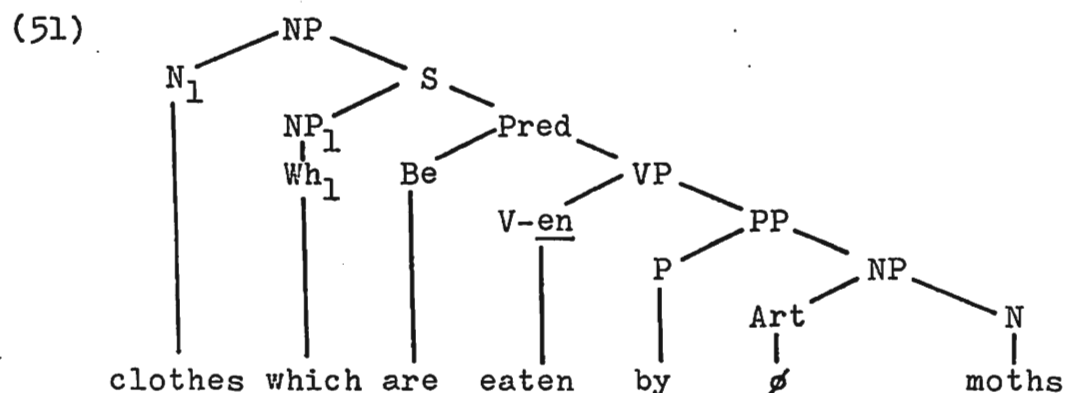 (51) NP
N1 S
NP1 Pred
Wh1 Be VP
V-en PP
P NP
Art N
clothes which are eaten by ø moths